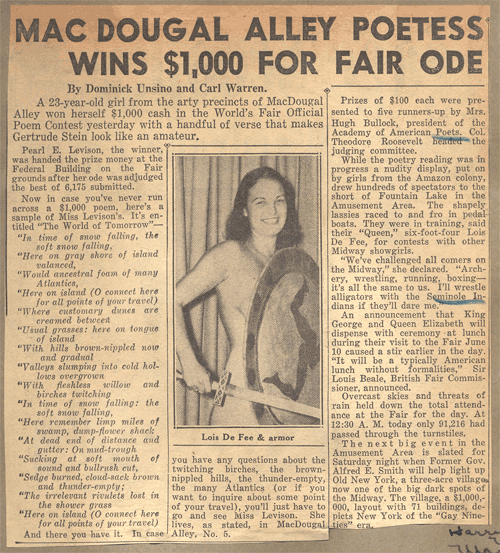 MAC DOUGAL ALLEY POETESS
WINS $1,000 FOR FAIR ODE
By Dominick Unsino and Carl Warren.
A 23-year-old girl from the arty precincts of MacDougal
Alley won herself $1,000 cash in the World's Fair Official
Poem Contest yesterday with a handful of verse that makes
Gertrude Stein look like an amateur.
Pearl E. Levison, the winner,
was handed the prize money at the
Federal Building on the Fair
grounds after her ode was adjudged
the best of 6,175 submitted.
Now in case you've never run
across a $1,000 poem, here's a
sample of Miss Levison's. It's en-
titled "The World of Tomorrow"—
"In time of snow falling, the
soft snow falling,
"Here on gray shore of island
valanced,
"Would ancestral foam of many
Atlantics,
"Here on island (O connect here
for all points of your travel)
"Where customary dunes are
creamed between
"Usual grasses: here on tongue
of island
"With hills brown-nippled now
and gradual
"Valleys slumping into cold hol-
lows overgrown
"With fleshless willow and
birches twitching
"In time of snow falling: the
soft snow falling,
"Here remember limp miles of
swamp, dump-flower shack
"At dead end of distance and
gutter: On mud-trough
"Sucking at soft mouth of
sound and bullrush cut,
"Sedge burned, cloud-sack brown
and thunder-empty;
"The irrelevant rivulets lost in
the shower grass
"Here on island (O connect here
for all points of your travel)
And there you have it. In case
Lois De Fee & armor
you have any questions about the
twitching birches, the brown-
nippled hills, the thunder-empty,
the many Atlantics (or if you
want to inquire about some point
of your travel), you'll just have to
go and see Miss Levison. She
lives, as stated, in MacDougal
Alley, No. 5.
Prizes of $100 each were pre-
sented to five runners-up by Mrs.
Hugh Bullock, president of the
Academy of American Poets. Col.
Theodore Roosevelt headed the
judging committee.
While the poetry reading was in
progress a nudity display, put on
by girls from the Amazon colony,
drew hundreds of spectators to the
short of Fountain Lake in the
Amusement Area. The shapely
lassies raced to and fro in pedal-
boats. They were in training, said
their "Queen," six-foot-four Lois
De Fee, for contests with other
Midway showgirls.
"We've challenged all comers on
the Midway," she declared. "Arch-
ery, wrestling, running, boxing—
it's all the same to us. I'll wrestle
alligators with the Seminole In-
dians if they'll dare me."
An announcement that King
George and Queen Elizabeth will
dispense with ceremony at lunch
during their visit to the Fair June
10 caused a stir earlier in the day.
"It will be a typically American
lunch without formalities," Sir
Louis Beale, British Fair Commis-
sioner, announced.
Overcast skies and threats of
rain held down the total attend-
ance at the Fair for the day. At
12:30 A. M. today only 91,216 had
passed through the turnstiles.
The next big event in the
Amusement Area is slated for
Saturday night when Former Gov.
Alfred E. Smith will help light up
Old New York, a three-acre village
now one of the big dark spots of
the Midway. The village, a $1,000,-
000, layout with 71 buildings, de-
picts New York of the "Gay Nine-
ties" era.